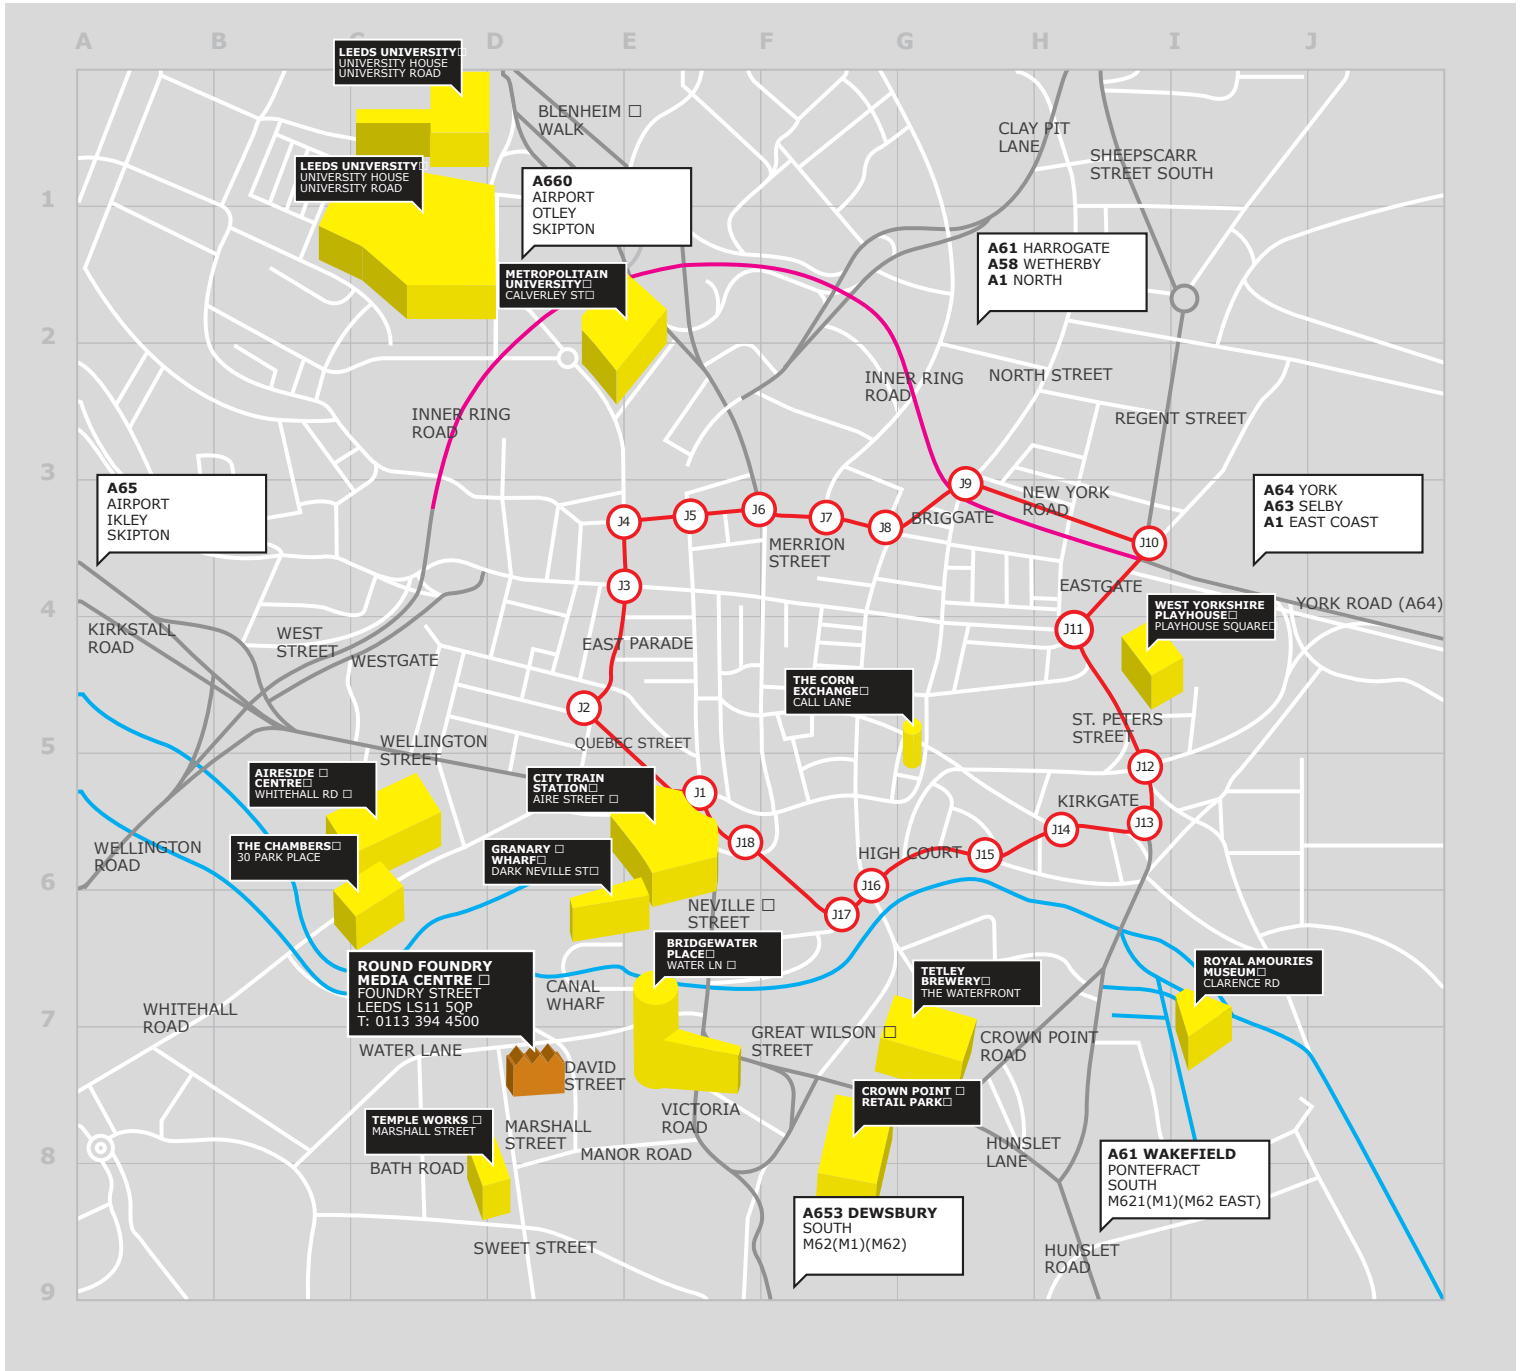 A B C D E F G H I J
LEEDS UNIVERSITY
UNIVERSITY HOUSE
UNIVERSITY ROAD
BLENHEIM
WALK
CLAY PIT
LANE
SHEEPSCARR
STREET SOUTH
LEEDS UNIVERSITY
UNIVERSITY HOUSE
UNIVERSITY ROAD
1
A660
AIRPORT
OTLEY
SKIPTON
A61 HARROGATE
A58 WETHERBY
A1 NORTH
METROPOLITAIN
UNIVERSITY
CALVERLEY ST
2
INNER RING
ROAD
NORTH STREET
INNER RING
ROAD
REGENT STREET
3
A65
AIRPORT
IKLEY
SKIPTON
A64 YORK
A63 SELBY
A1 EAST COAST
J9
NEW YORK
ROAD
J4
J5
J6
J7
J8
BRIGGATE
J10
MERRION
STREET
J3
EASTGATE
4
WEST YORKSHIRE
PLAYHOUSE
PLAYHOUSE SQUARE
YORK ROAD (A64)
KIRKSTALL
ROAD
WEST
STREET
WESTGATE
EAST PARADE
J11
THE CORN
EXCHANGE
CALL LANE
J2
ST. PETERS
STREET
5
WELLINGTON
STREET
QUEBEC STREET
AIRESIDE
CENTRE
WHITEHALL RD
CITY TRAIN
STATION
AIRE STREET
J1
J12
KIRKGATE
J13
J14
THE CHAMBERS
30 PARK PLACE
WELLINGTON
ROAD
GRANARY
WHARF
DARK NEVILLE ST
J18
HIGH COURT
J15
6
J16
J17
NEVILLE
STREET
BRIDGEWATER
PLACE
WATER LN
ROUND FOUNDRY
MEDIA CENTRE
FOUNDRY STREET
LEEDS LS11 5QP
T: 0113 394 4500
TETLEY
BREWERY
THE WATERFRONT
ROYAL AMOURIES
MUSEUM
CLARENCE RD
CANAL
WHARF
WHITEHALL
ROAD
7
GREAT WILSON
STREET
CROWN POINT
ROAD
WATER LANE
DAVID
STREET
CROWN POINT
RETAIL PARK
VICTORIA
ROAD
TEMPLE WORKS
MARSHALL STREET
MARSHALL
STREET
MANOR ROAD
HUNSLET
LANE
8
BATH ROAD
A61 WAKEFIELD
PONTEFRACT
SOUTH
M621(M1)(M62 EAST)
A653 DEWSBURY
SOUTH
M62(M1)(M62)
SWEET STREET
HUNSLET
ROAD
9